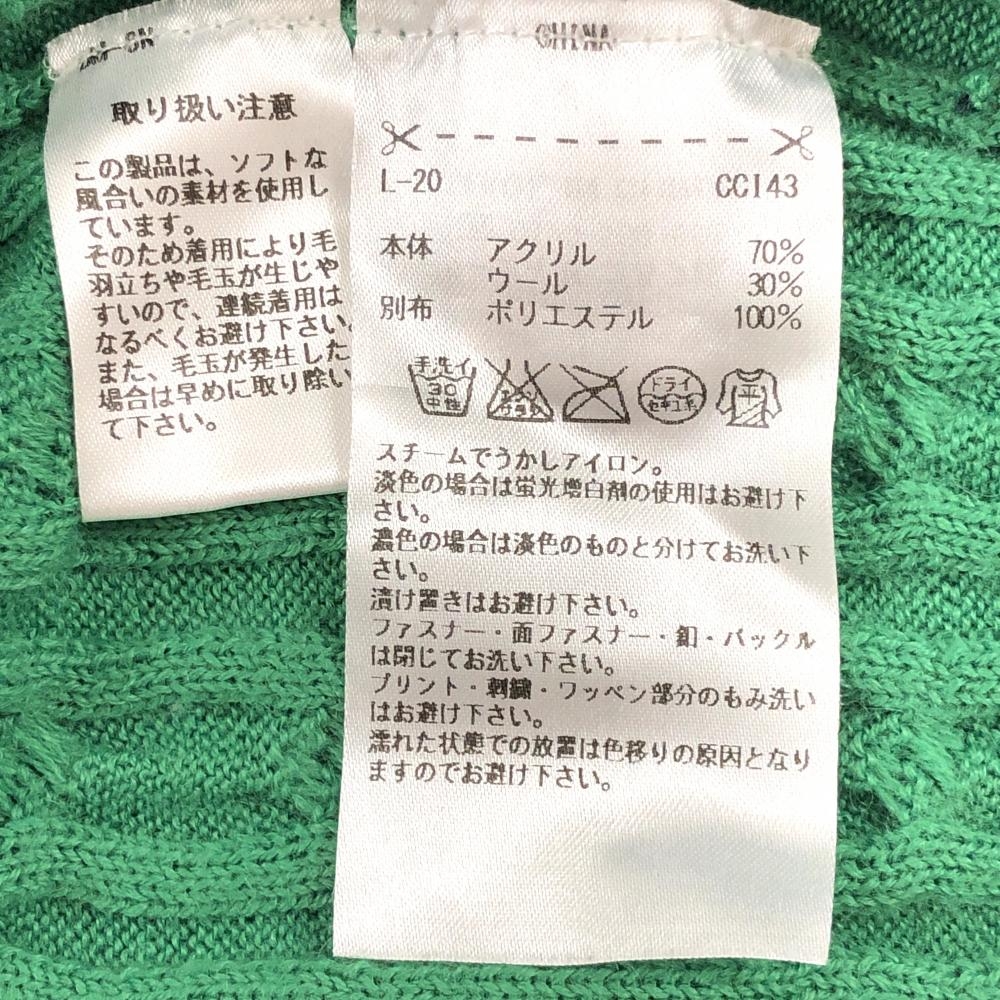 取り扱い注意
この製品は、ソフトな
風合いの素材を使用し
ています。
そのため着用により毛
羽立ちや毛玉が生じや
すいので、連続着用は
なるべくお避け下さい。
また、毛玉が発生した
場合は早めに取り除い
て下さい。
CHINA
L-20 CCI43
本体 アクリル 70%
ウール 30%
別布 ポリエステル 100%
手洗イ
30
中性
エンソ
サラシ
ドライ
セキユ系
平
スチームでうかしアイロン。
淡色の場合は蛍光増白剤の使用はお避け下
さい。
濃色の場合は淡色のものと分けてお洗い下
さい。
漬け置きはお避け下さい。
ファスナー・面ファスナー・釦・バックル
は閉じてお洗い下さい。
プリント・刺繍・ワッペン部分のもみ洗い
はお避け下さい。
濡れた状態での放置は色移りの原因となり
ますのでお避け下さい。